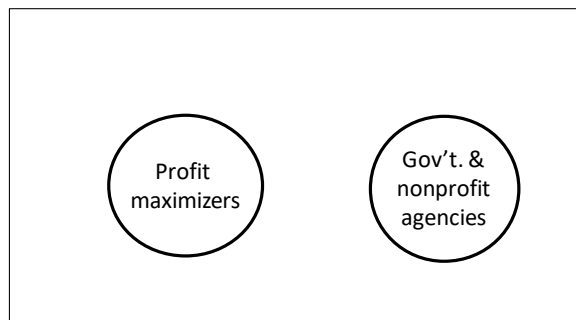 Profit
maximizers
Gov’t. &
nonprofit
agencies